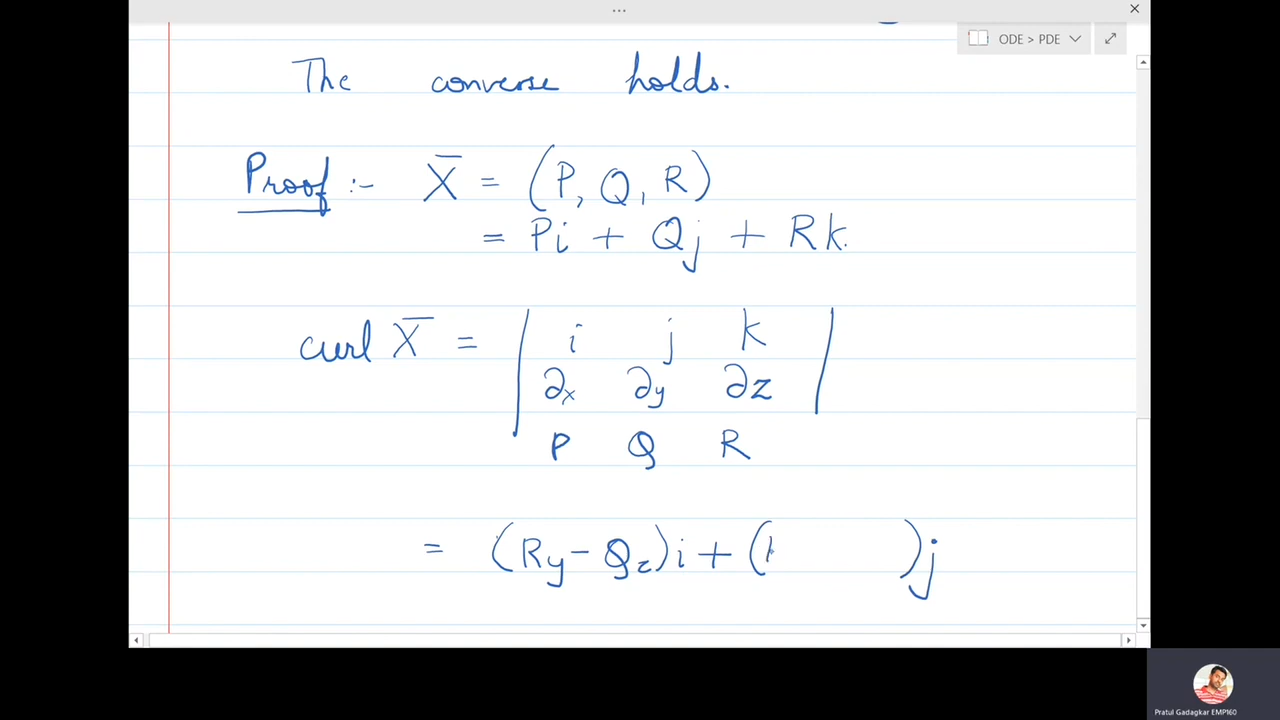 ODE > PDE
The converse holds.
Proof :- X̅ = (P, Q, R)
= Pi + Qj + Rk.
curl X̅ = | i j k |
∂x ∂y ∂z
P Q R
= (Ry - Qz)i + ( )j
Pratul Gadagkar EMP160